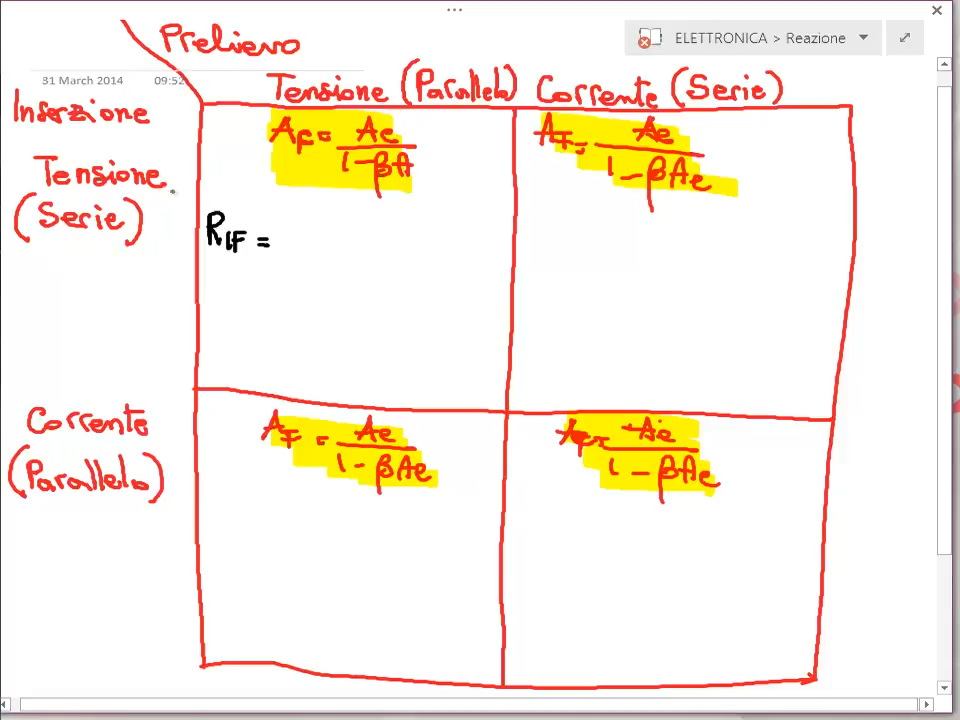 Prelievo
ELETTRONICA > Reazione
31 March 2014 09:52
Tensione (Parallelo) Corrente (Serie)
Inserzione
AF = Ae / 1 - βA
AF = Ae / 1 - βAe
Tensione
(Serie)
RIF =
Corrente
(Parallelo)
AF = Ae / 1 - βAe
AF = Ae / 1 - βAe